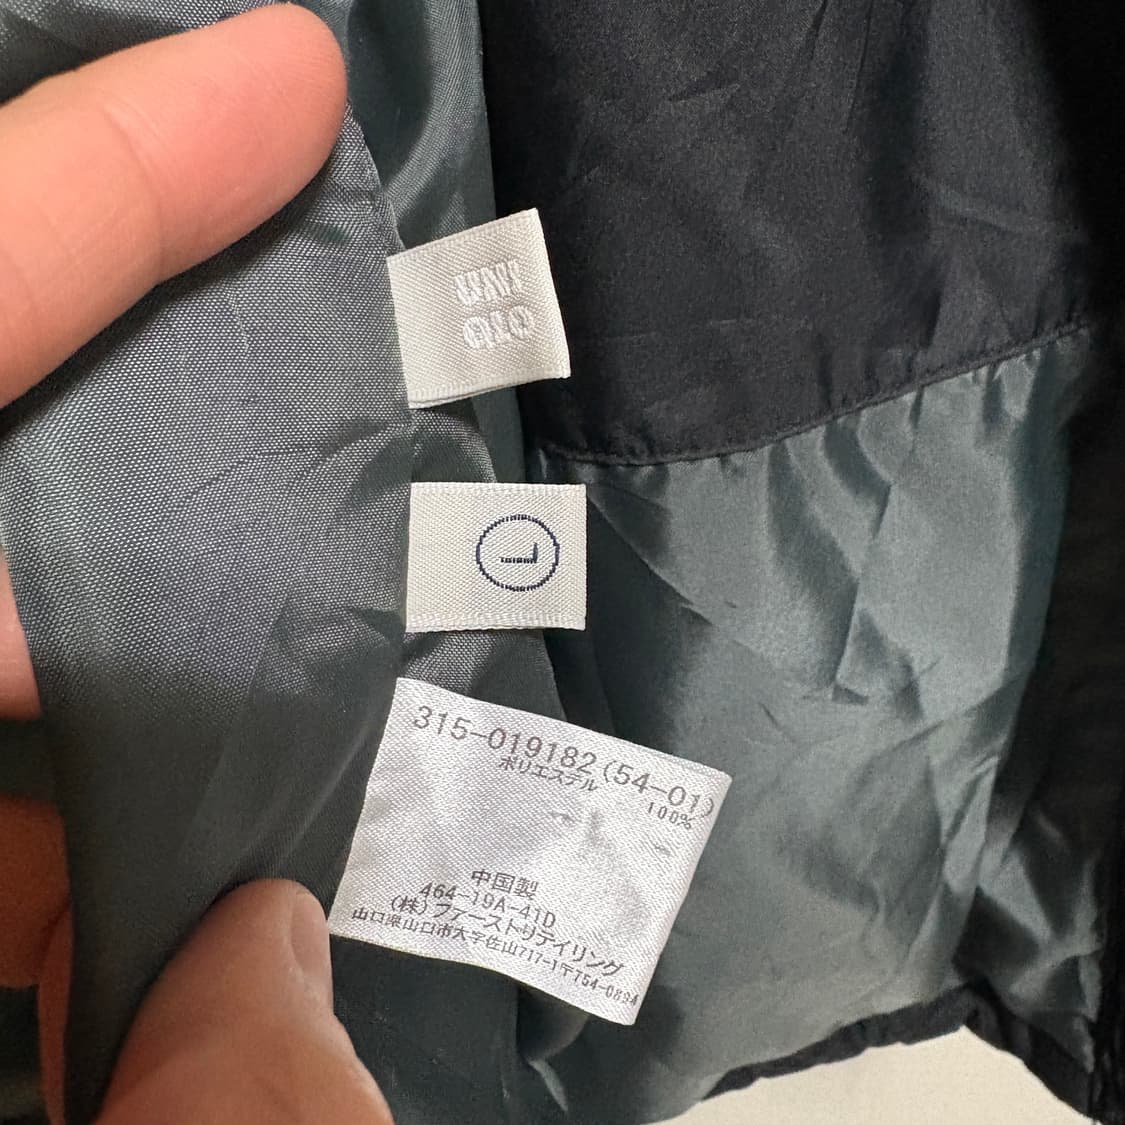 UNI
QLO
L
315-019182(54-01)
ポリエステル
100%
中国製
464-19A-41D
(株)ファーストリテイリング
山口県山口市大字佐山717-1〒754-0894